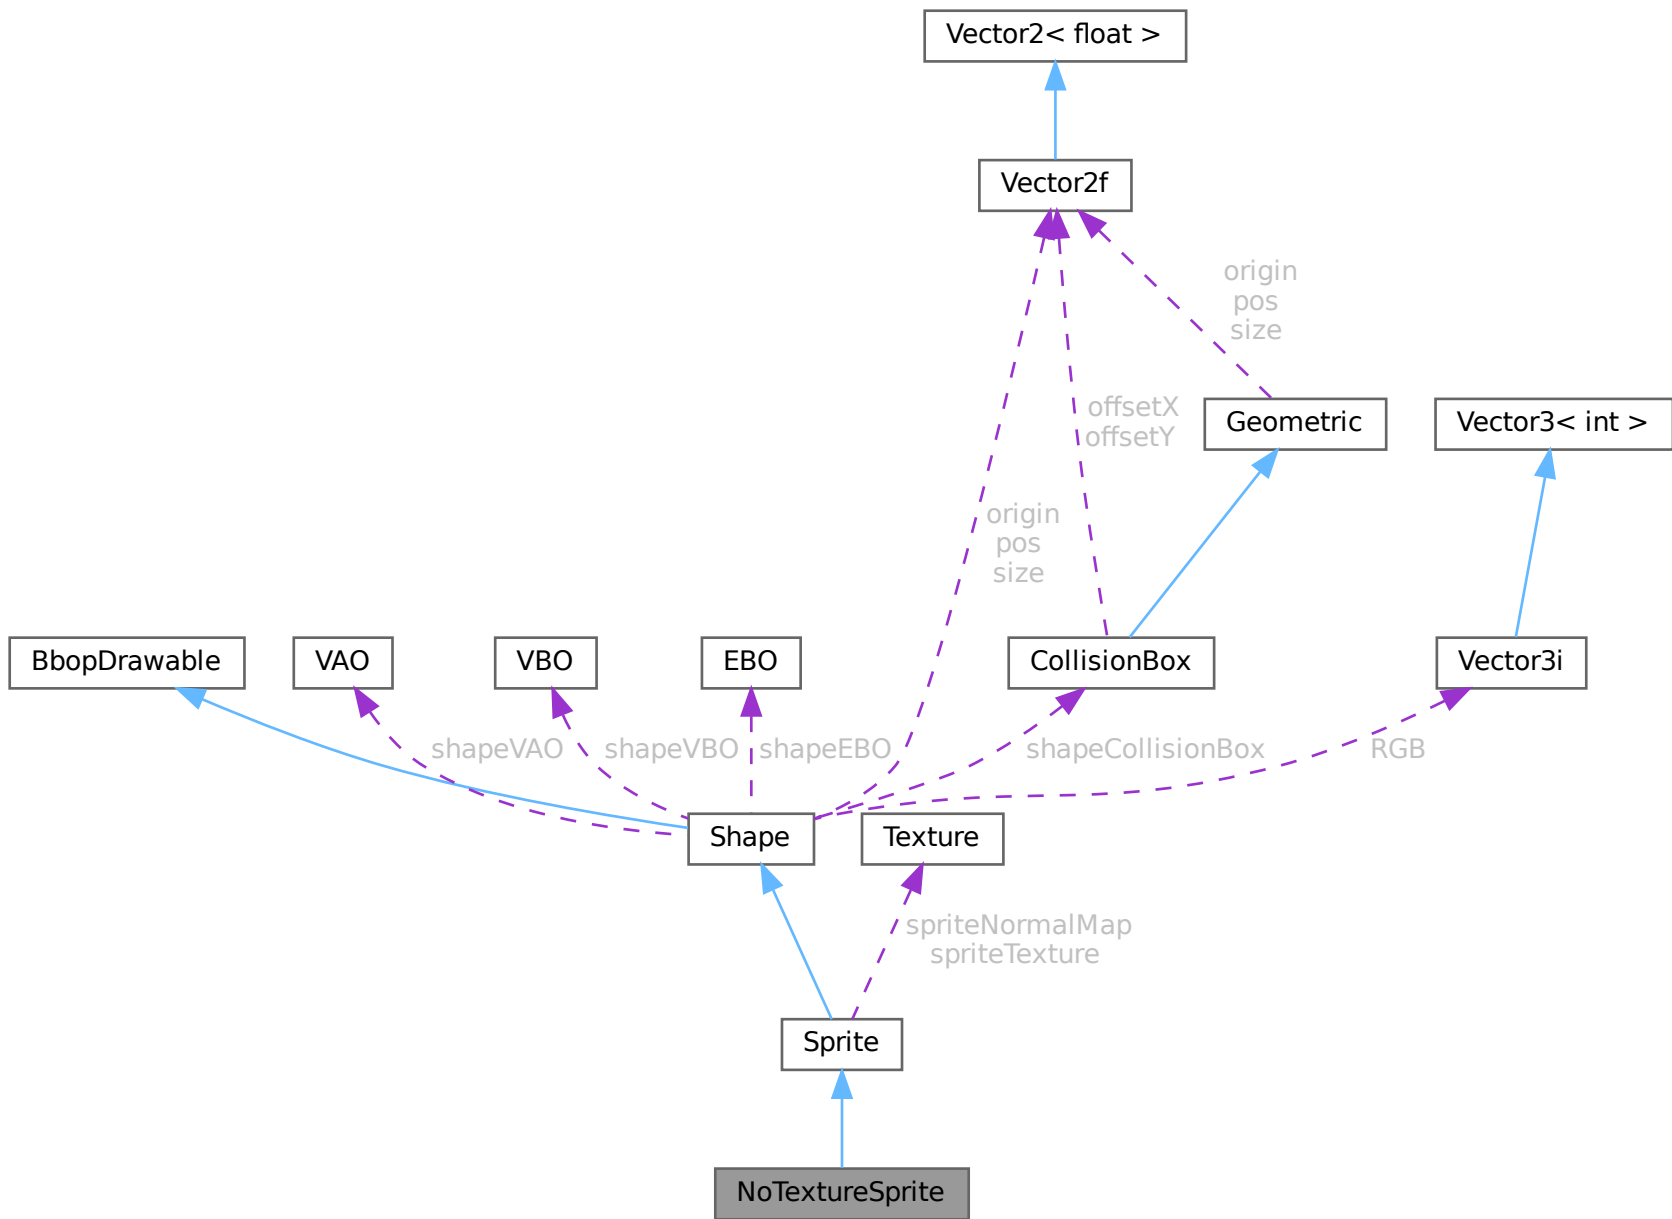 Vector2< float >
Vector2f
origin
pos
size
offsetX
offsetY
Geometric
Vector3< int >
origin
pos
size
BbopDrawable
VAO
VBO
EBO
CollisionBox
Vector3i
shapeVAO
shapeVBO
shapeEBO
shapeCollisionBox
RGB
Shape
Texture
spriteNormalMap
spriteTexture
Sprite
NoTextureSprite